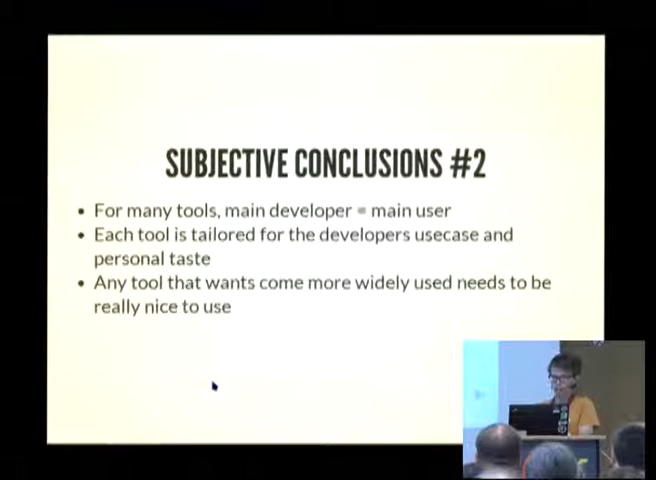 SUBJECTIVE CONCLUSIONS #2
For many tools, main developer = main user
Each tool is tailored for the developers usecase and
personal taste
Any tool that wants come more widely used needs to be
really nice to use